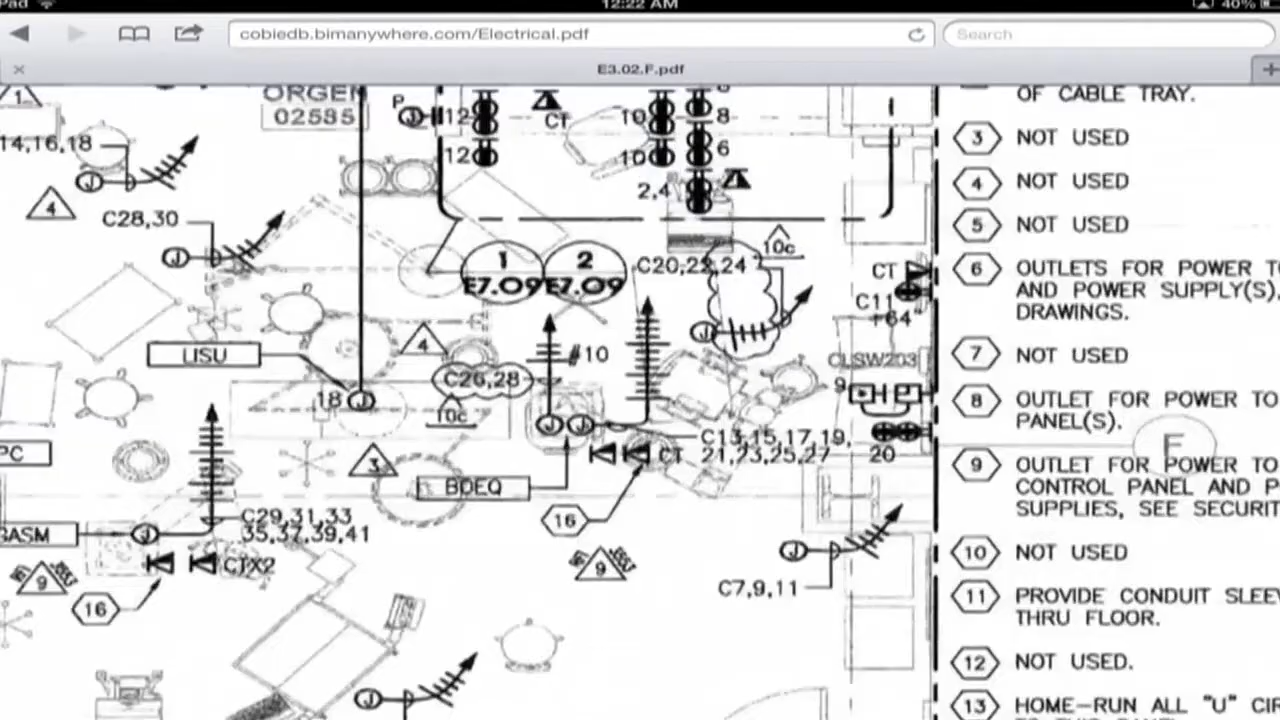 Pad
12:22 AM
40%
cobiedb.bimanywhere.com/Electrical.pdf
Search
E3.02.F.pdf
1
ORGEN
02585
P
J
12
CT
10
8
12
10
6
2,4
14,16,18
J
4
C28,30
J
1
E7.09
2
E7.09
C20,22,24
10c
CT
C11
J
LISU
4
#10
C26,28
10c
CLSW203
9
18
J
J
J
C13,15,17,19,
21,23,25,27
CT
20
PC
3
BDEQ
16
C29,31,33
35,37,39,41
GASM
J
CTX2
9
9
16
J
C7,9,11
J
OF CABLE TRAY.
3 NOT USED
4 NOT USED
5 NOT USED
6 OUTLETS FOR POWER TO
AND POWER SUPPLY(S),
DRAWINGS.
7 NOT USED
8 OUTLET FOR POWER TO
PANEL(S).
F
9 OUTLET FOR POWER TO
CONTROL PANEL AND P
SUPPLIES, SEE SECURIT
10 NOT USED
11 PROVIDE CONDUIT SLEE
THRU FLOOR.
12 NOT USED.
13 HOME-RUN ALL "U" CIR